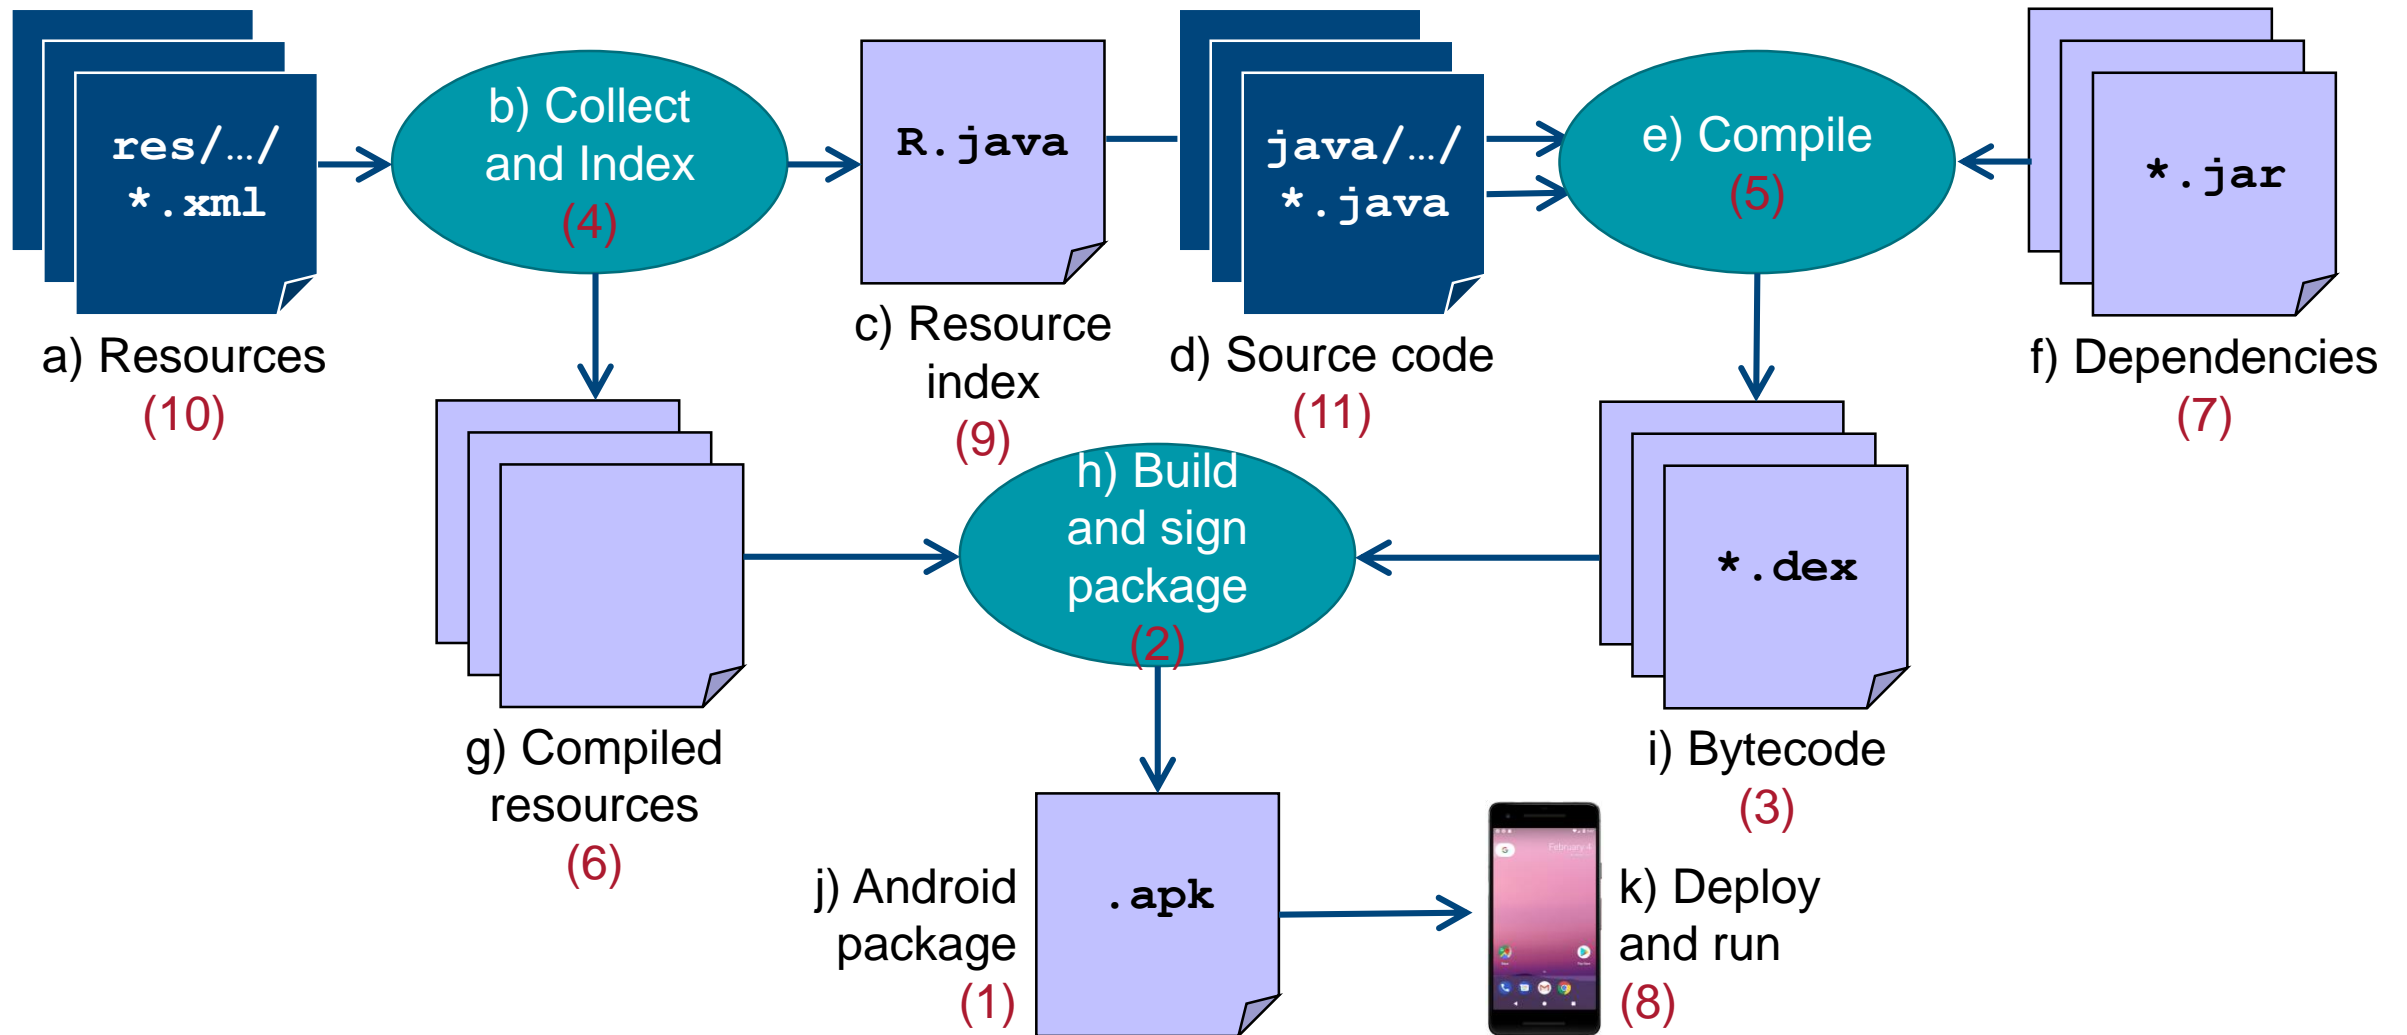 res/…/
*.xml
a) Resources
(10)
b) Collect
and Index
(4)
R.java
c) Resource
index
(9)
java/…/
*.java
d) Source code
(11)
e) Compile
(5)
*.jar
f) Dependencies
(7)
g) Compiled
resources
(6)
h) Build
and sign
package
(2)
*.dex
i) Bytecode
(3)
j) Android
package
(1)
.apk
February 4
k) Deploy
and run
(8)